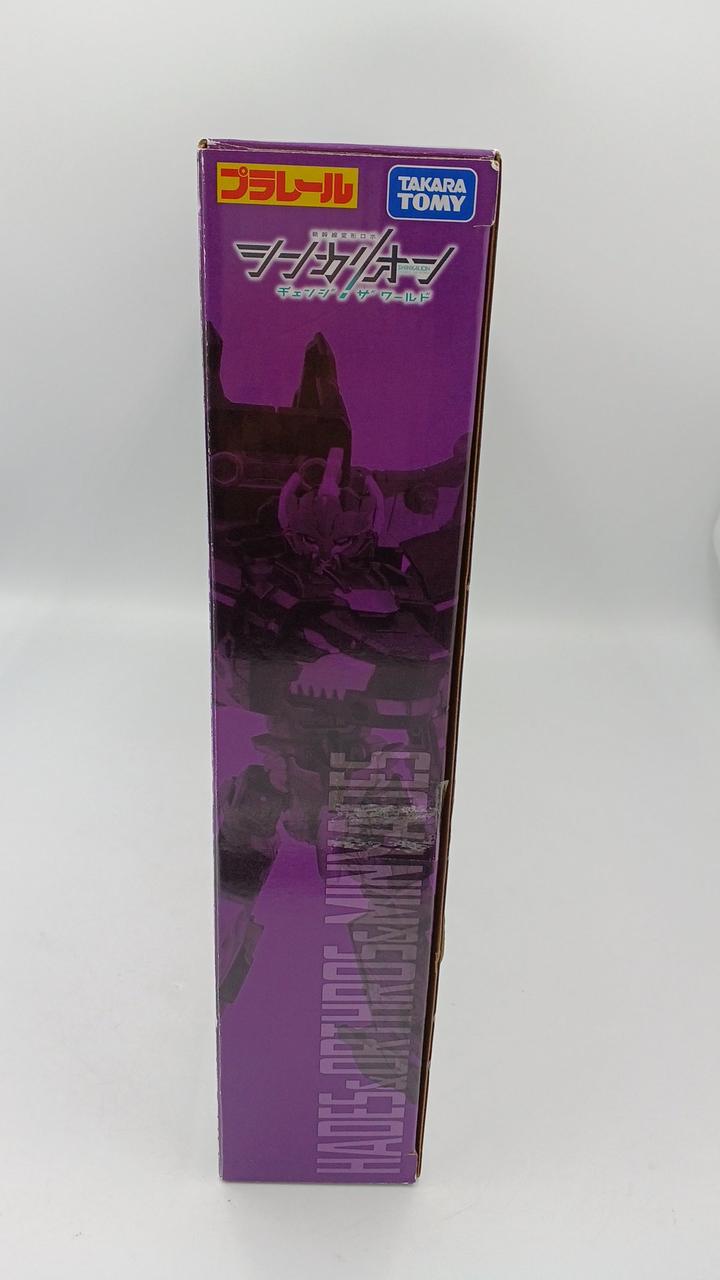 プラレール
TAKARA
TOMY
新幹線変形ロボ
シンカリオン
SHINKALION
チェンジ ザ ワールド
HADES&ORTHROS&MINYADES